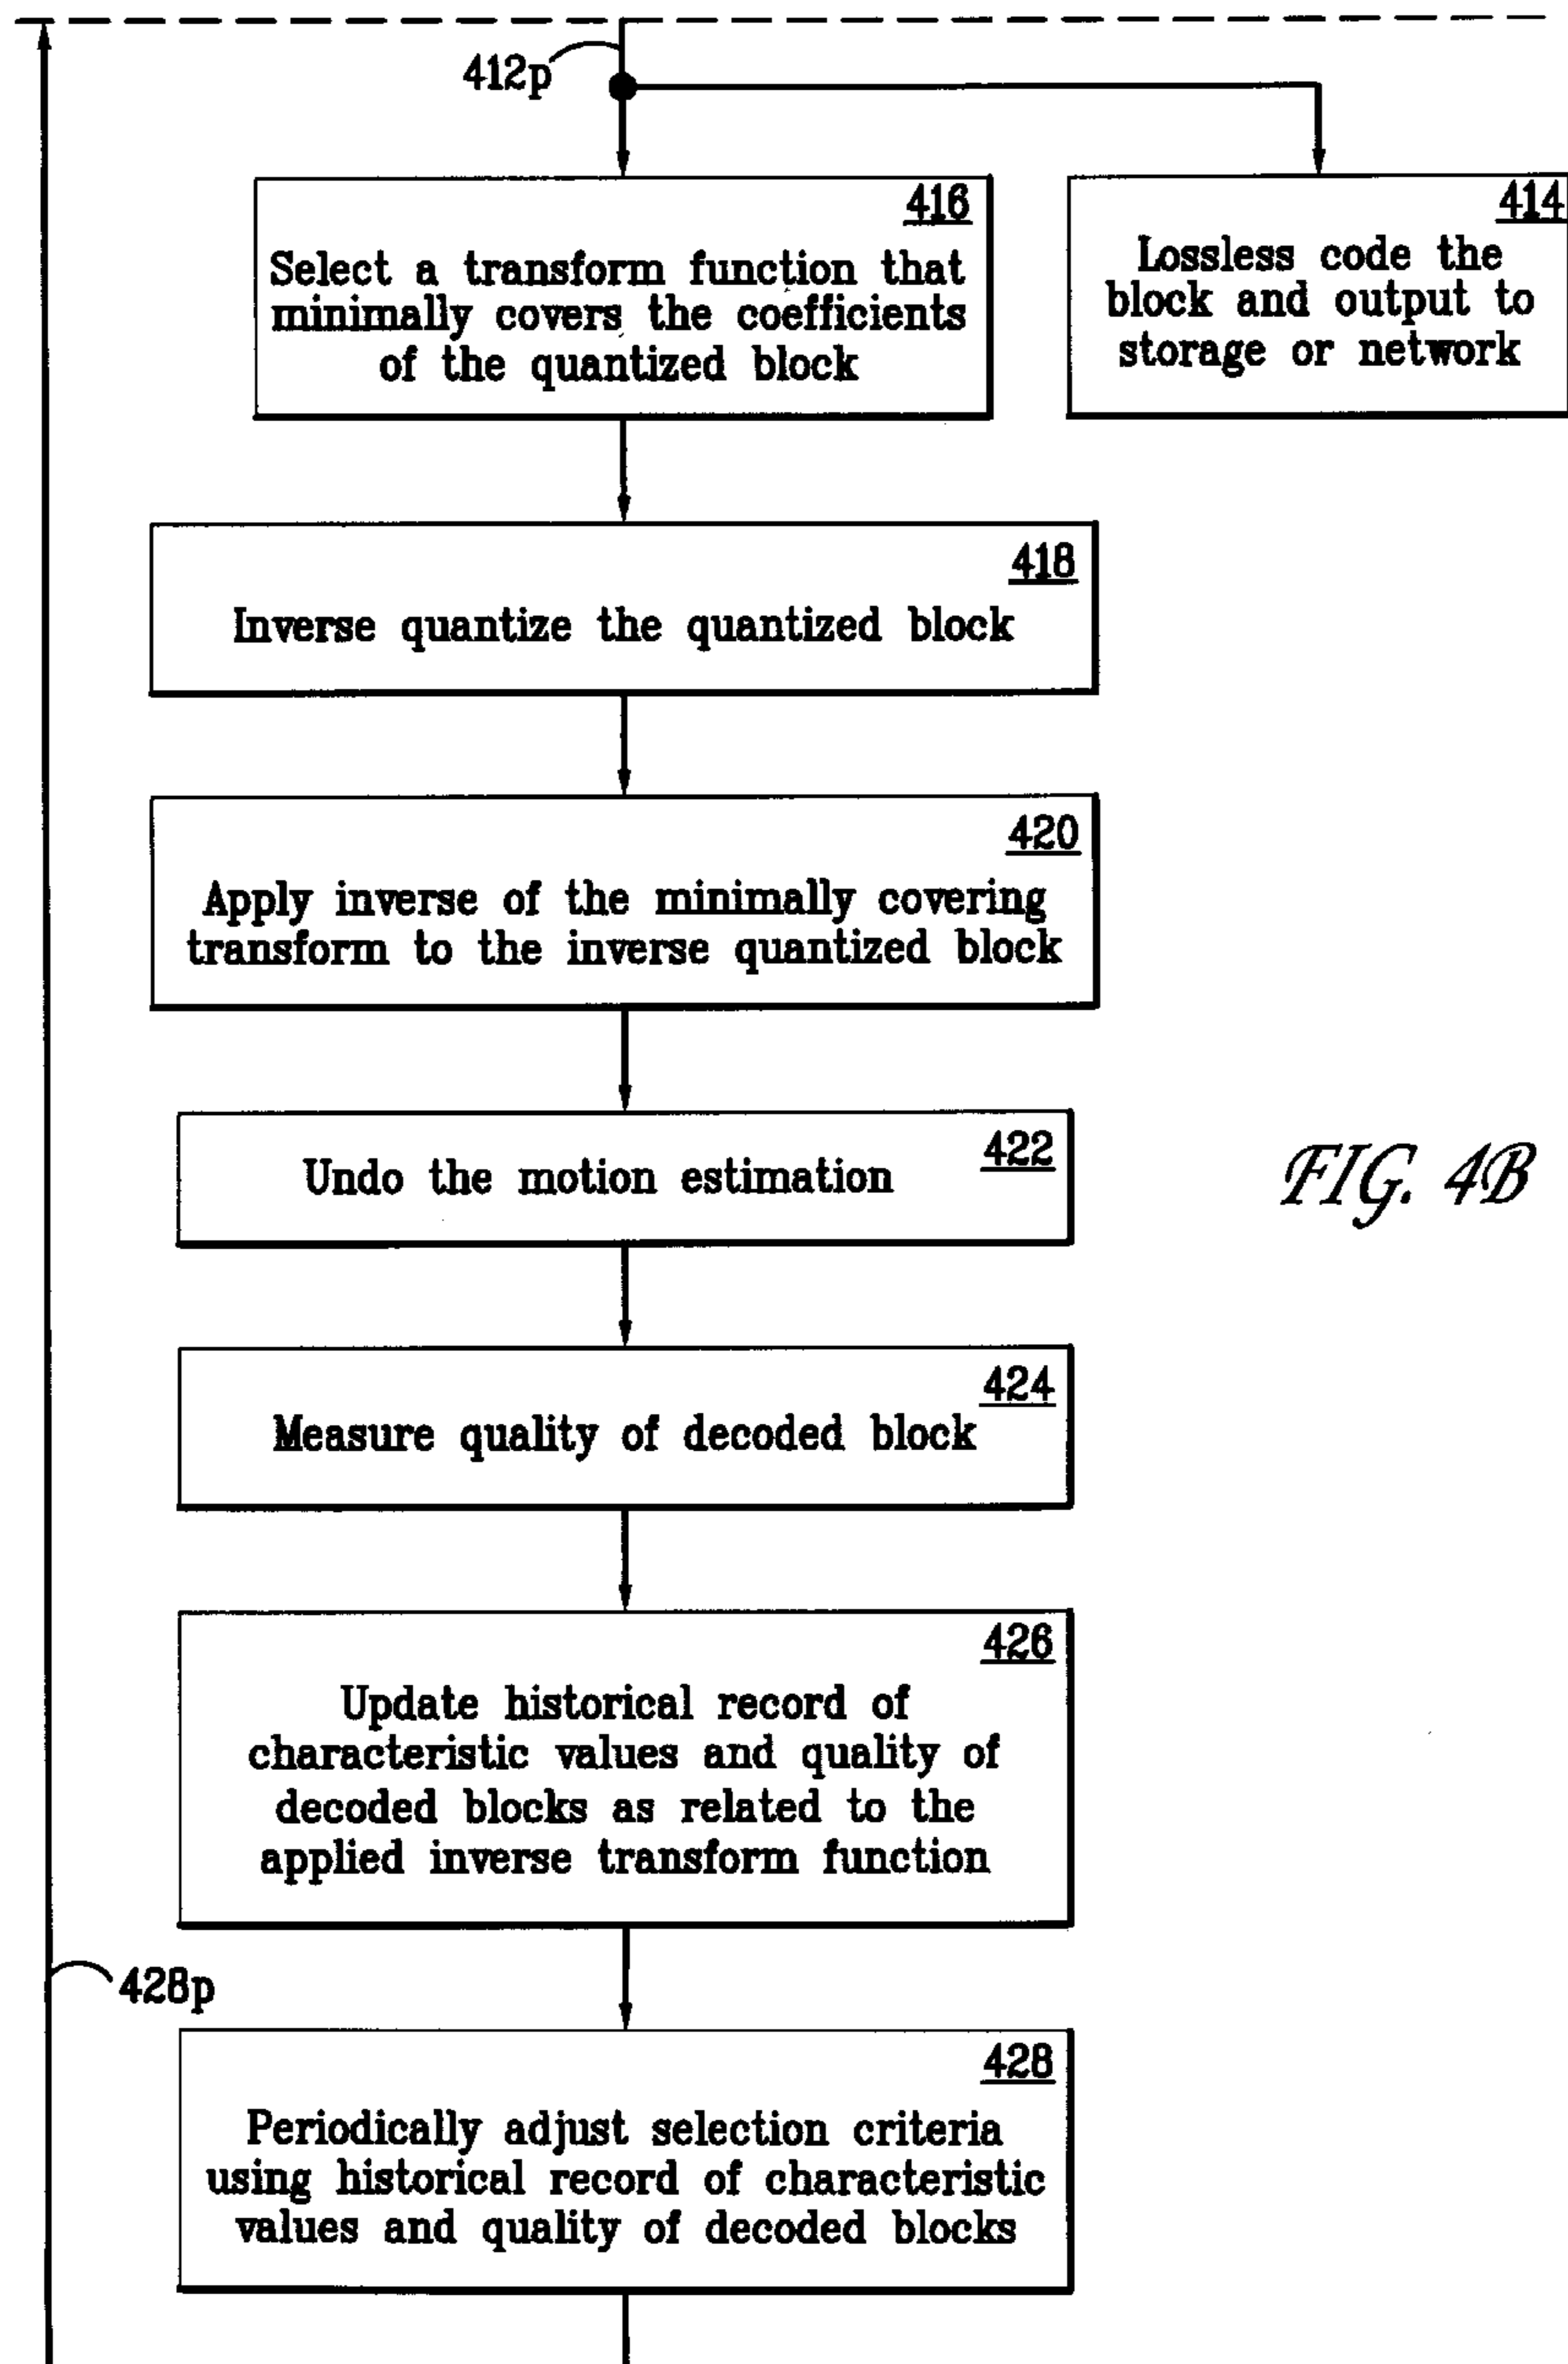 412p
416
Select a transform function that
minimally covers the coefficients
of the quantized block
414
Lossless code the
block and output to
storage or network
418
Inverse quantize the quantized block
420
Apply inverse of the minimally covering
transform to the inverse quantized block
422
Undo the motion estimation
FIG. 4B
424
Measure quality of decoded block
426
Update historical record of
characteristic values and quality of
decoded blocks as related to the
applied inverse transform function
428p
428
Periodically adjust selection criteria
using historical record of characteristic
values and quality of decoded blocks